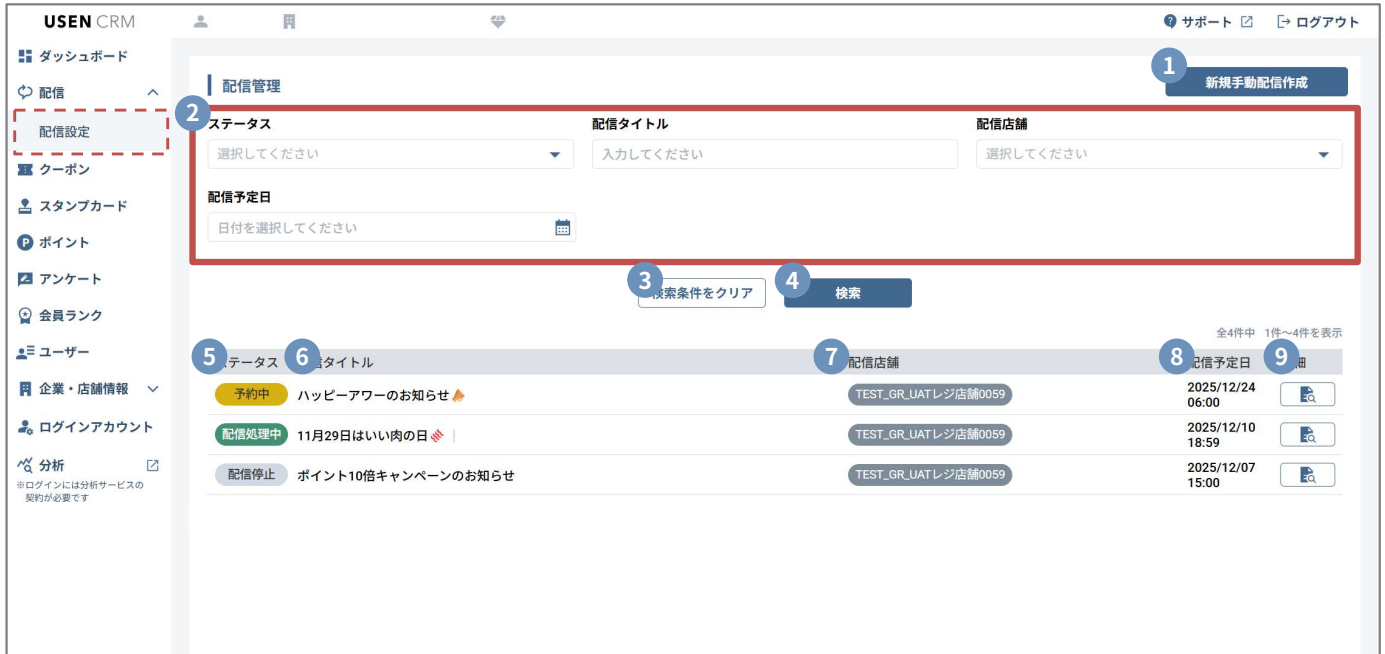 USEN CRM
サポート ログアウト
ダッシュボード
配信
配信設定
クーポン
スタンプカード
ポイント
アンケート
会員ランク
ユーザー
企業・店舗情報
ログインアカウント
分析
※ログインには分析サービスの
契約が必要です
1
配信管理
新規手動配信作成
2
ステータス 配信タイトル 配信店舗
選択してください 入力してください 選択してください
配信予定日
日付を選択してください
3 4
検索条件をクリア 検索
全4件中 1件～4件を表示
5 ステータス 6 配信タイトル 7 配信店舗 8 配信予定日 9 細
予約中 ハッピーアワーのお知らせ📣 TEST_GR_UATレジ店舗0059 2025/12/24
06:00
配信処理中 11月29日はいい肉の日🥓❕ TEST_GR_UATレジ店舗0059 2025/12/10
18:59
配信停止 ポイント10倍キャンペーンのお知らせ TEST_GR_UATレジ店舗0059 2025/12/07
15:00